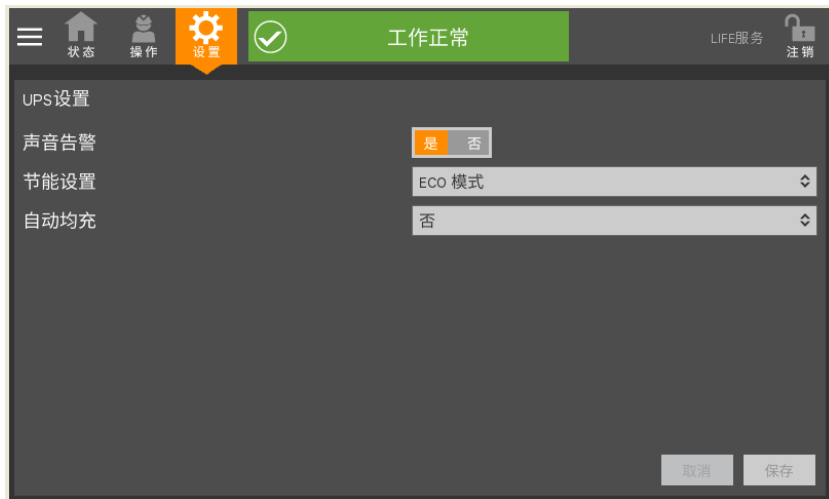 状态 操作 设置 工作正常 LIFE服务 注销
UPS设置
声音告警 是 否
节能设置 ECO 模式
自动均充 否
取消 保存